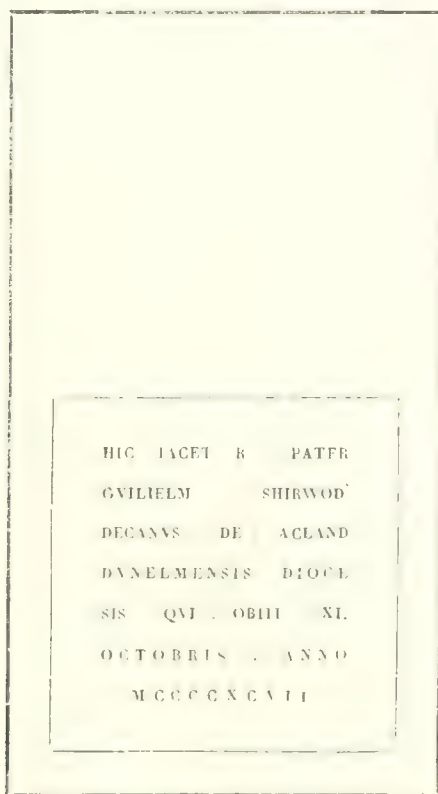 HIC IACET R PATER
GVILIELM SHIRWOD'
DECANVS DE ACLAND
DVNELMENSIS DIOCE
SIS QVI . OBIIT XI.
OCTOBRIS . ANNO
MCCCCXCVII